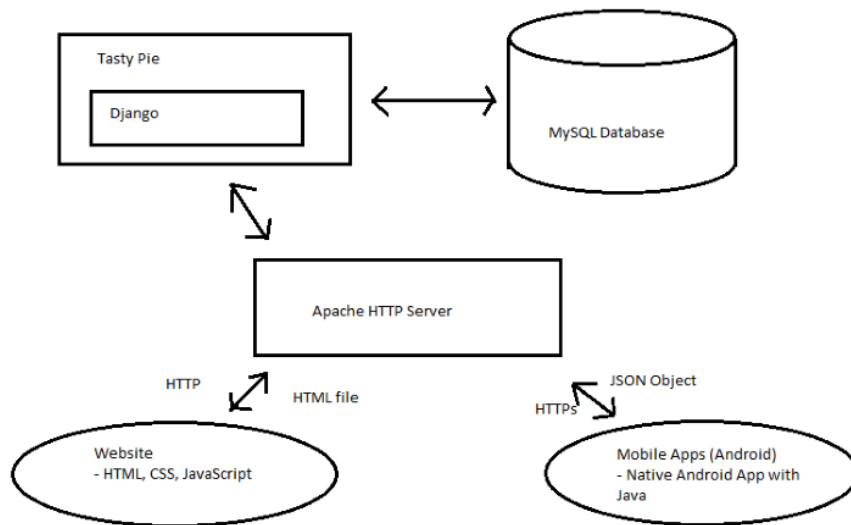 Tasty Pie
Django
MySQL Database
Apache HTTP Server
HTTP
HTML file
JSON Object
HTTPs
Website
- HTML, CSS, JavaScript
Mobile Apps (Android)
- Native Android App with
Java